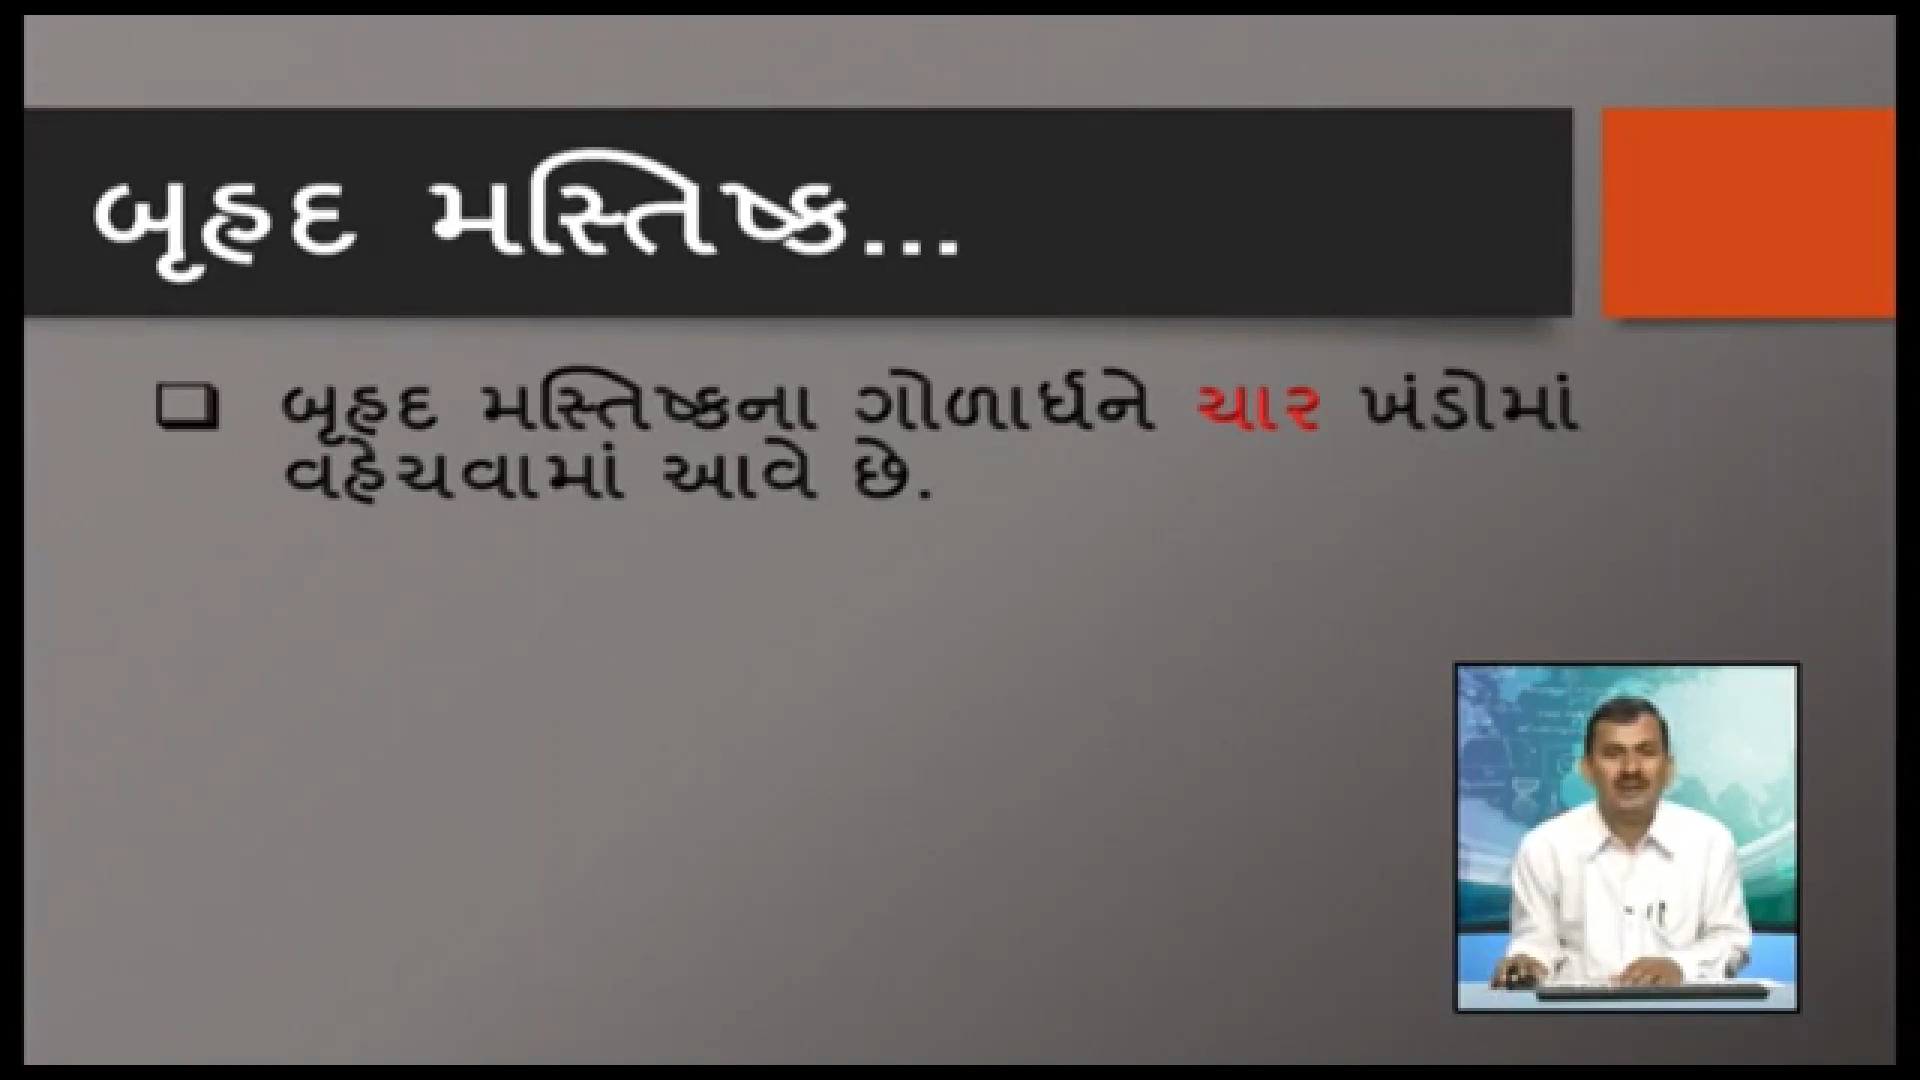 બૃહદ મસ્તિષ્ક...
બૃહદ મસ્તિષ્કના ગોળાર્ધને ચાર ખંડોમાં
વહેચવામાં આવે છે.